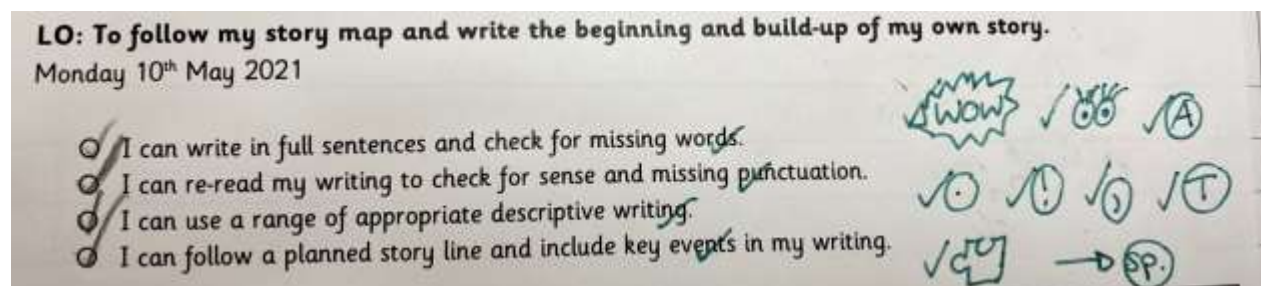 LO: To follow my story map and write the beginning and build-up of my own story.
Monday 10th May 2021
I can write in full sentences and check for missing words.
I can re-read my writing to check for sense and missing punctuation.
I can use a range of appropriate descriptive writing.
I can follow a planned story line and include key events in my writing.
WOW
A
. ! , T
SP.